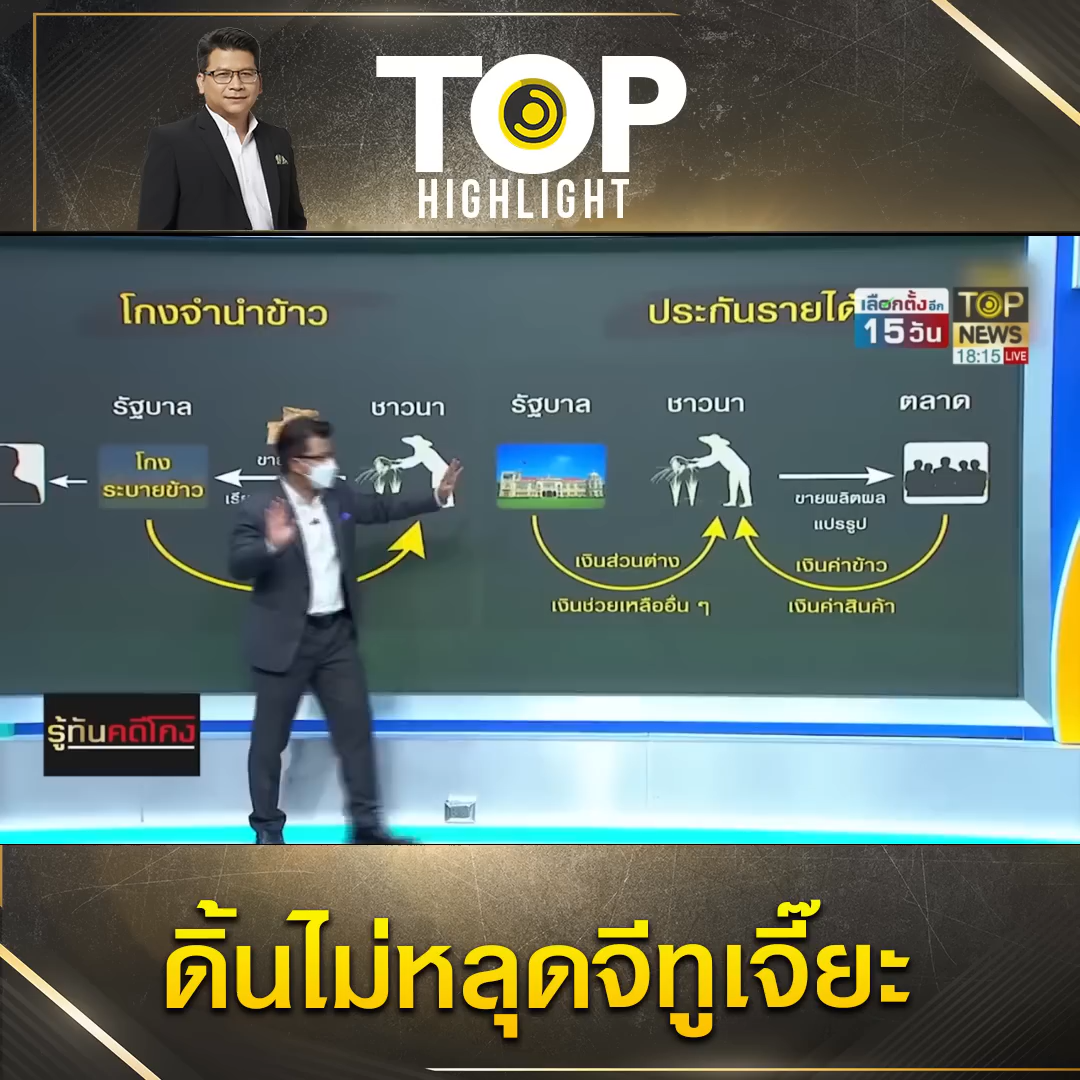 TOP
HIGHLIGHT
โกงจำนำข้าว
ประกันรายได้
เลือกตั้งอีก
15 วัน
TOP
NEWS
18:15 LIVE
รัฐบาล
ชาวนา
รัฐบาล
ชาวนา
ตลาด
โกง
ระบายข้าว
ขายผลิตผล
แปรรูป
เงินส่วนต่าง
เงินช่วยเหลืออื่น ๆ
เงินค่าข้าว
เงินค่าสินค้า
รู้ทันคดีโกง
ดิ้นไม่หลุดจีทูเจี๊ยะ